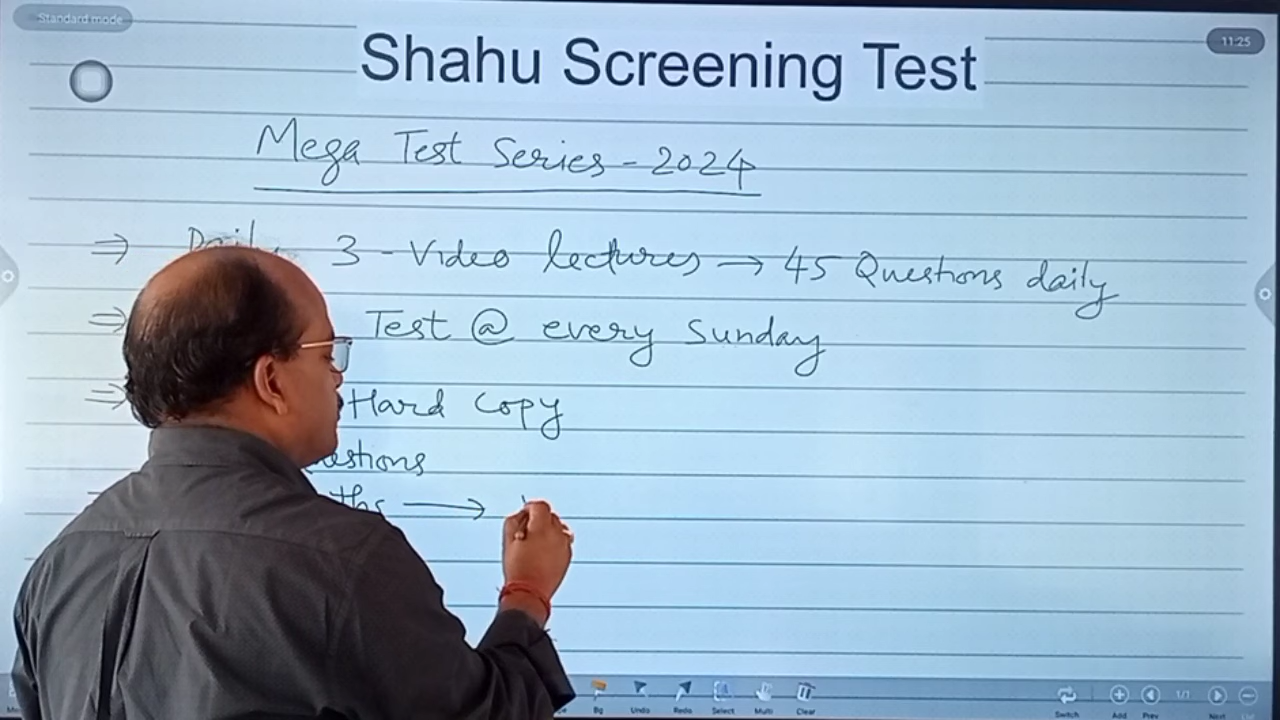 Standard mode
11:25
Shahu Screening Test
Mega Test Series - 2024
⇒ Daily 3 - Video lectures → 45 Questions daily
⇒ Test @ every Sunday
⇒ Hard Copy
→
Bg Undo Redo Select Multi Clear Switch Add Prev 1/1 Next